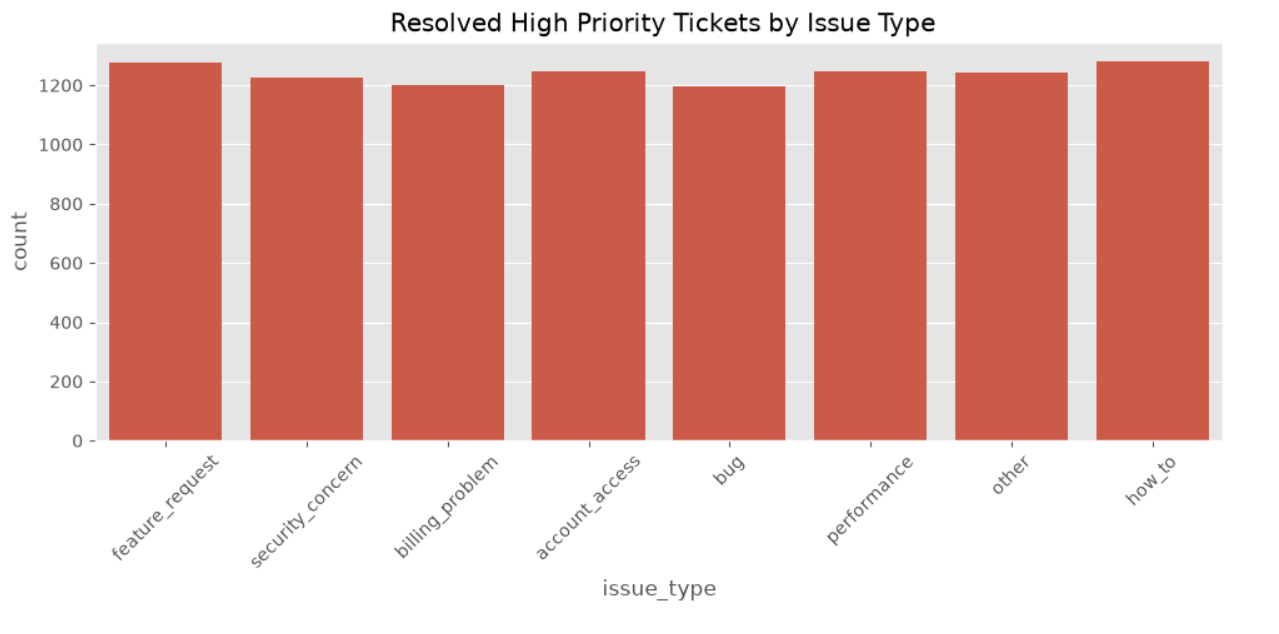 Resolved High Priority Tickets by Issue Type
1200
1000
800
600
400
200
0
count
feature_request
security_concern
billing_problem
account_access
bug
performance
other
how_to
issue_type